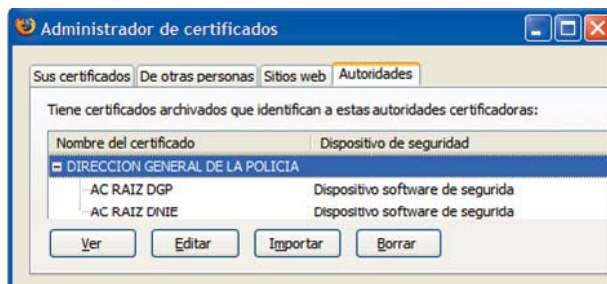 Administrador de certificados
Sus certificados De otras personas Sitios web Autoridades
Tiene certificados archivados que identifican a estas autoridades certificadoras:
Nombre del certificado Dispositivo de seguridad
DIRECCION GENERAL DE LA POLICIA
AC RAIZ DGP Dispositivo software de segurida
AC RAIZ DNIE Dispositivo software de segurida
Ver Editar Importar Borrar